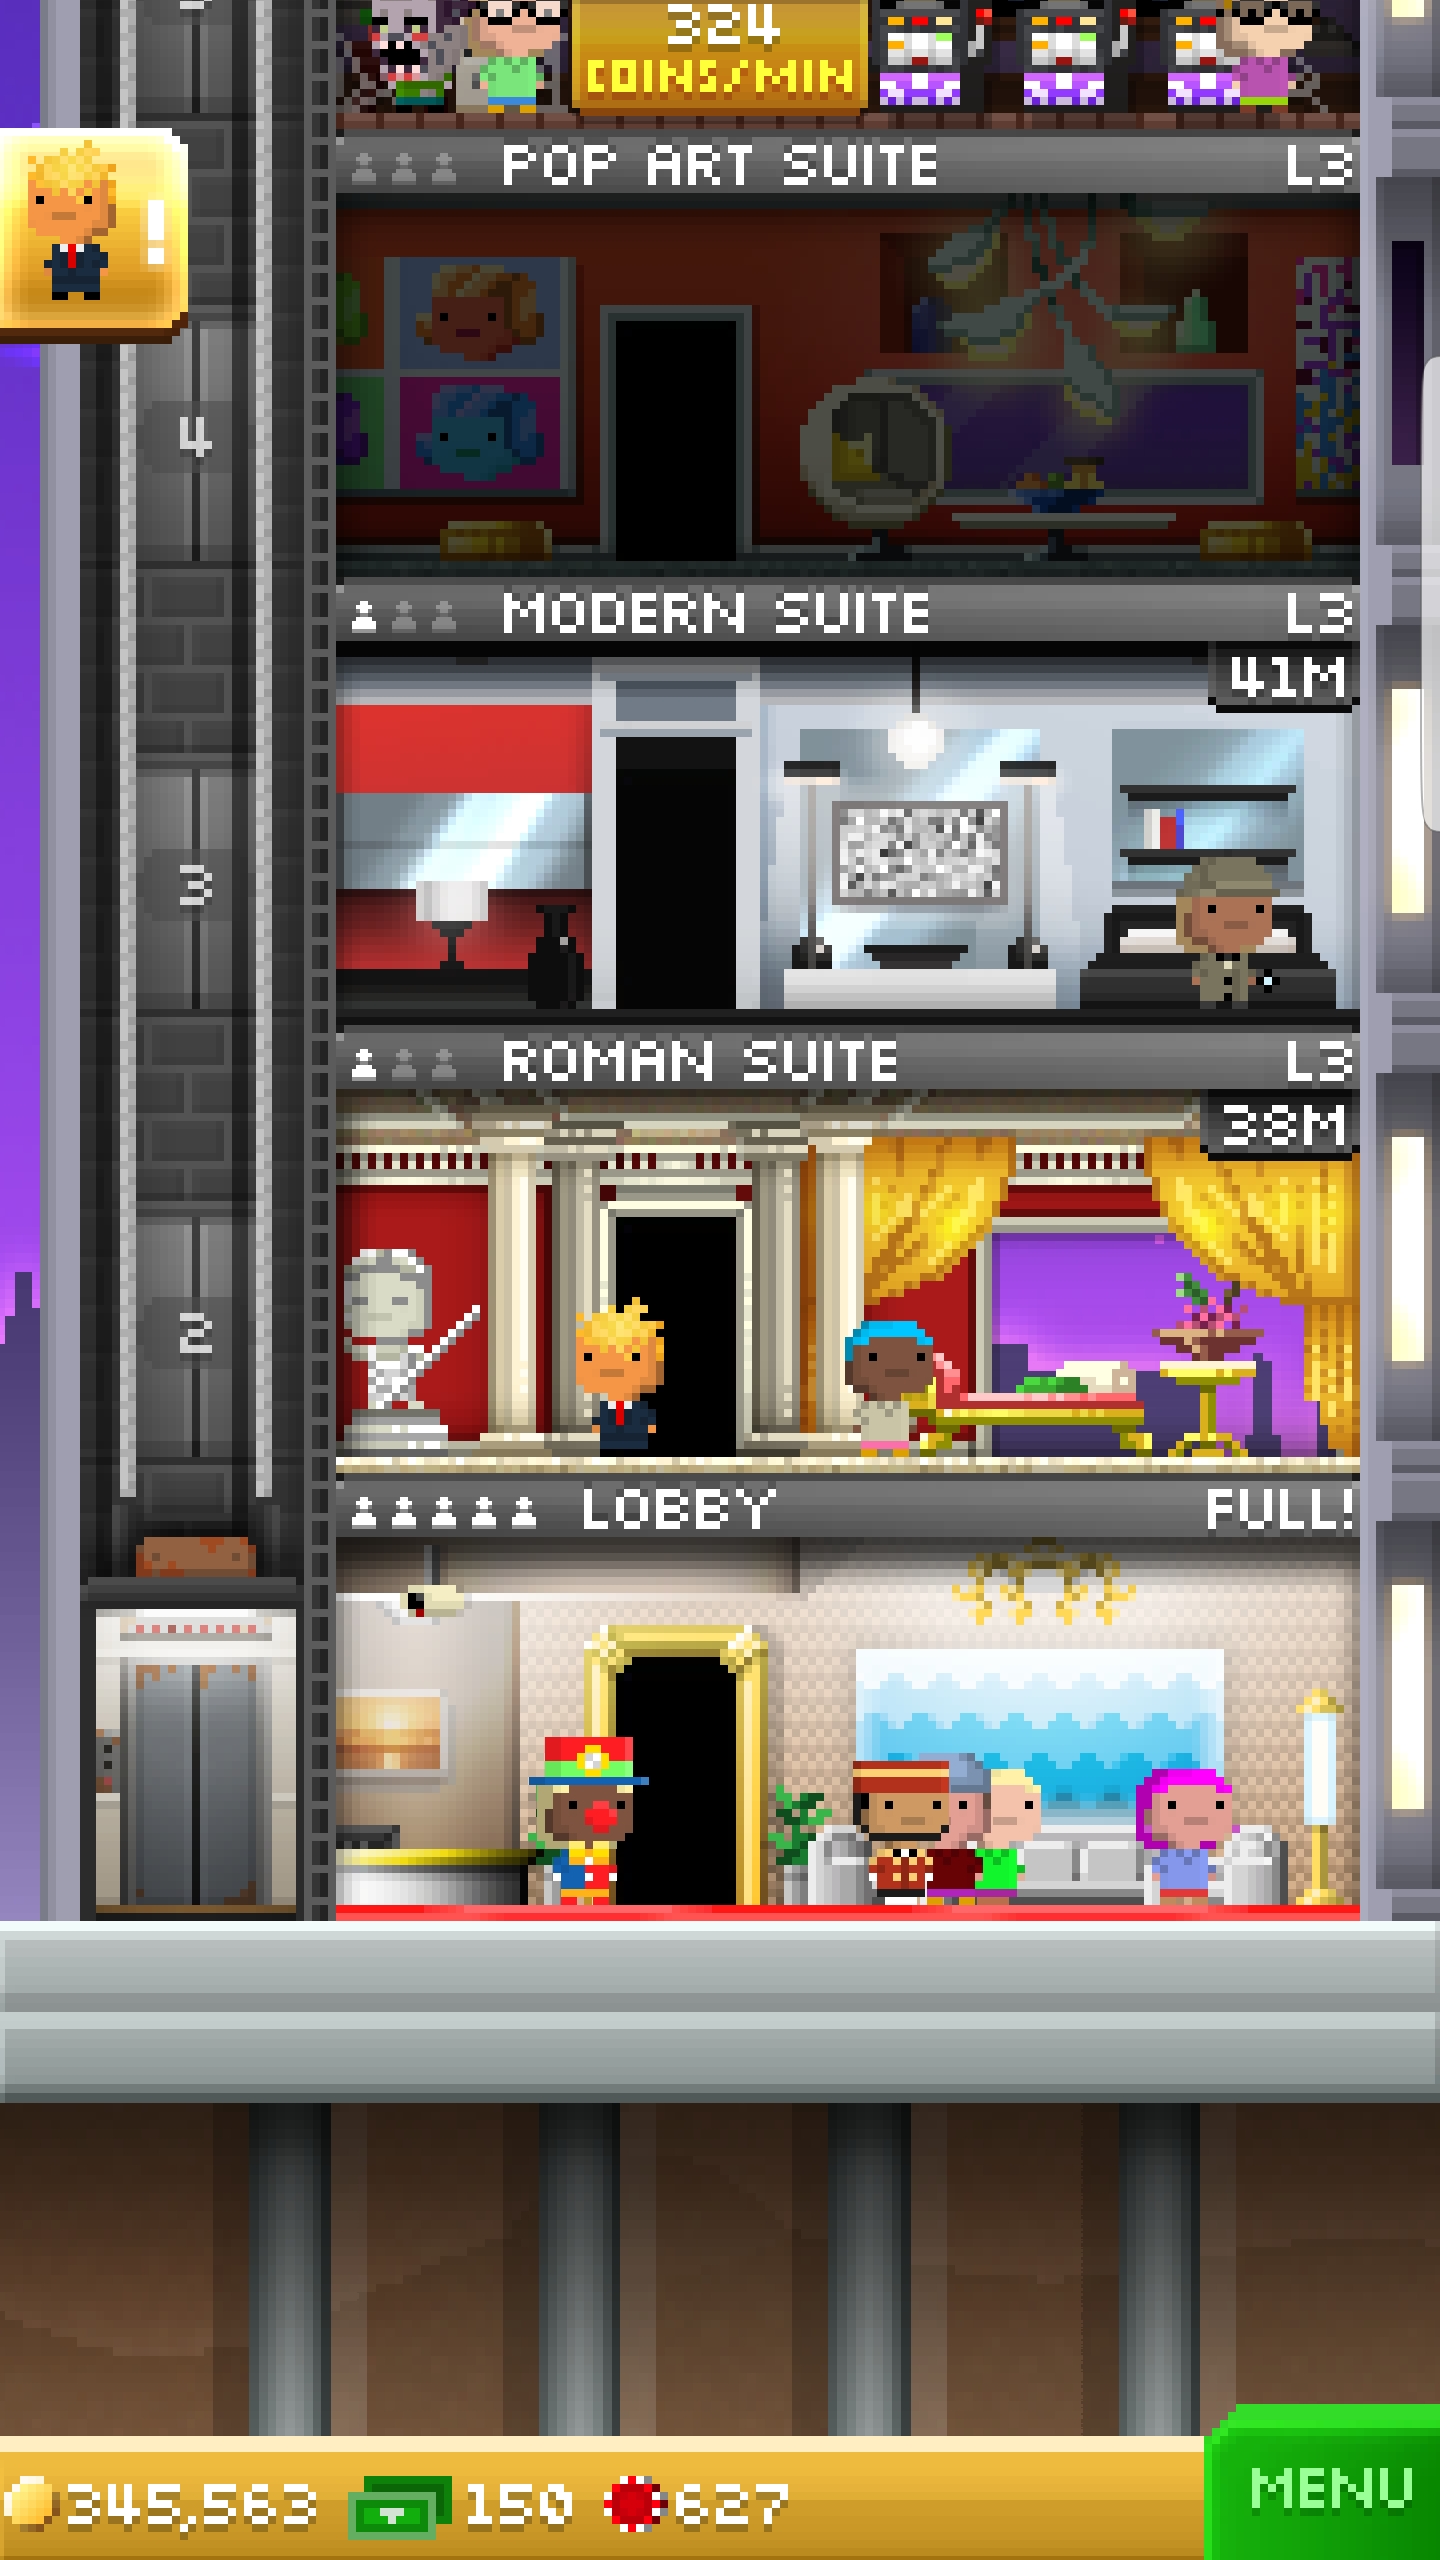 324
COINS/MIN
POP ART SUITE L3
!
4
MODERN SUITE L3
41M
3
ROMAN SUITE L3
38M
2
LOBBY FULL!
345,563 150 627
MENU